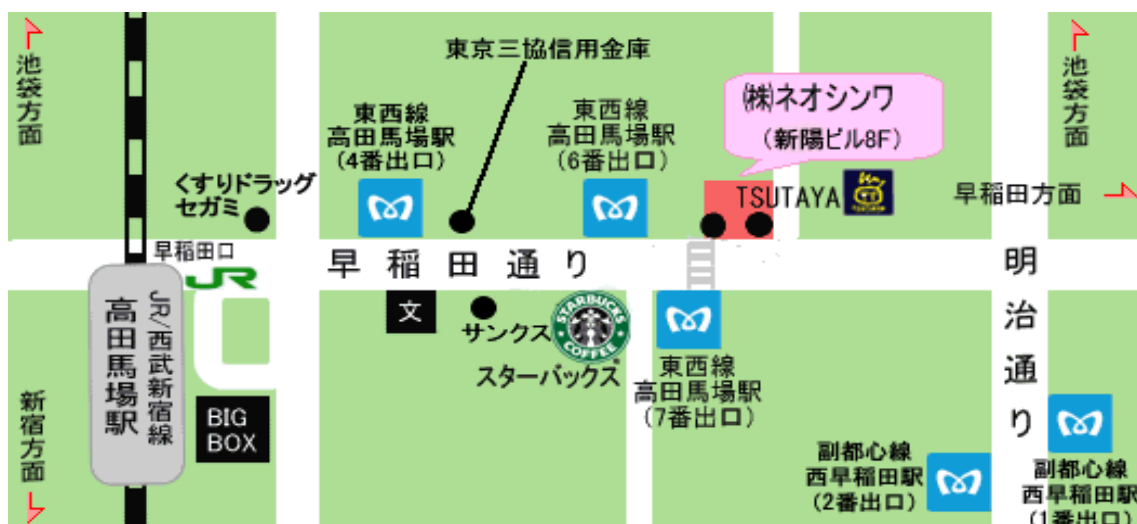 池袋方面
東京三協信用金庫
㈱ネオシンワ
(新陽ビル8F)
池袋方面
東西線
高田馬場駅
(4番出口)
東西線
高田馬場駅
(6番出口)
くすりドラッグ
セガミ
TSUTAYA
早稲田方面
早稲田口
JR
早稲田通り
明治通り
JR/西武新宿線
高田馬場駅
文
サンクス
STARBUCKS
COFFEE
スターバックス
東西線
高田馬場駅
(7番出口)
新宿方面
BIG
BOX
副都心線
西早稲田駅
(2番出口)
副都心線
西早稲田駅
(1番出口)